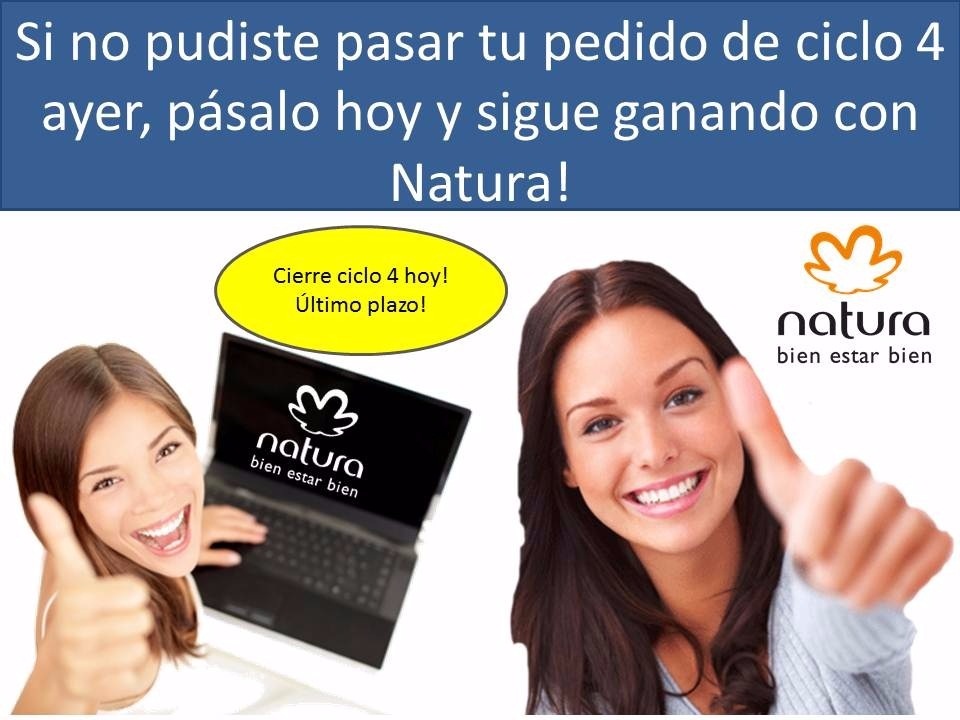 Si no pudiste pasar tu pedido de ciclo 4
ayer, pásalo hoy y sigue ganando con
Natura!
Cierre ciclo 4 hoy!
Último plazo!
natura
bien estar bien
natura
bien estar bien